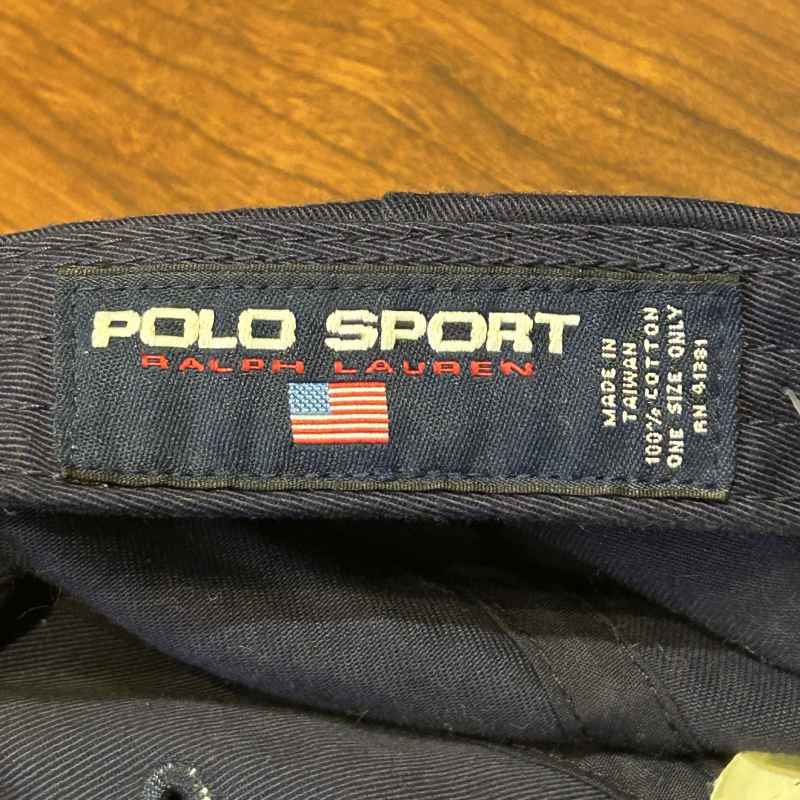 POLO SPORT
RALPH LAUREN
MADE IN
TAIWAN
100% COTTON
ONE SIZE ONLY
RN 41381